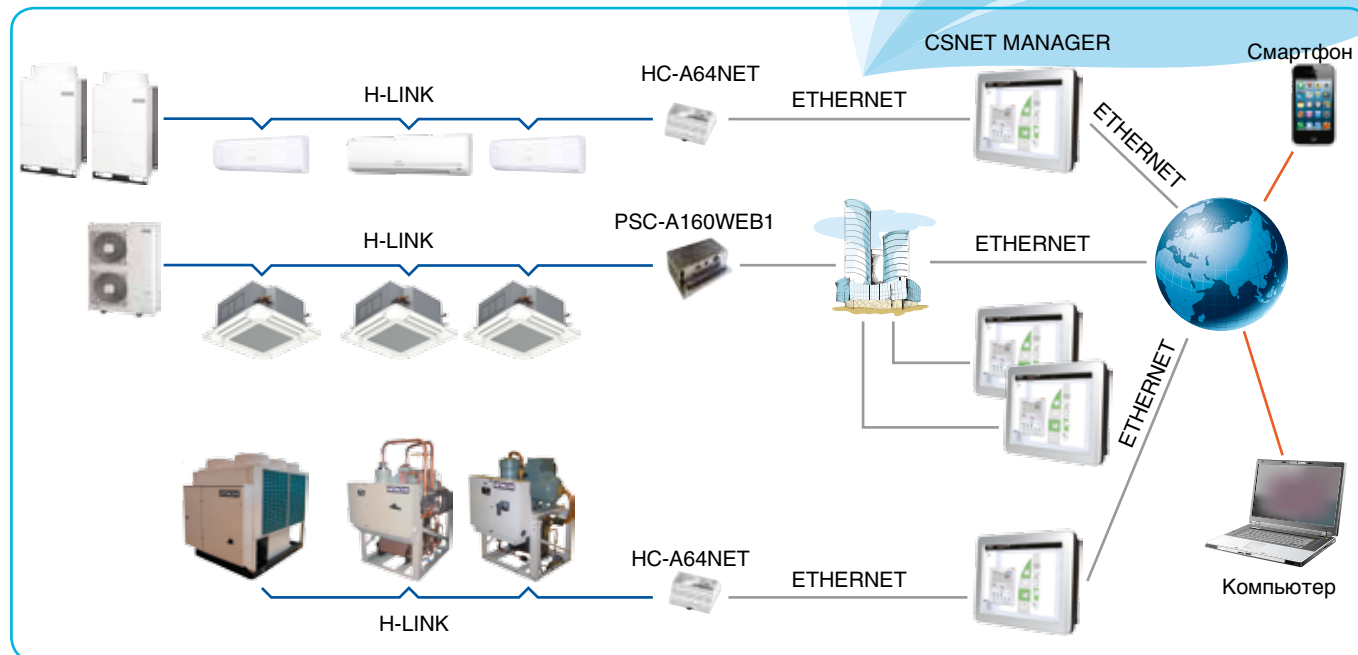 CSNET MANAGER
Смартфон
HC-A64NET
H-LINK
ETHERNET
ETHERNET
PSC-A160WEB1
H-LINK
ETHERNET
ETHERNET
HC-A64NET
ETHERNET
Компьютер
H-LINK